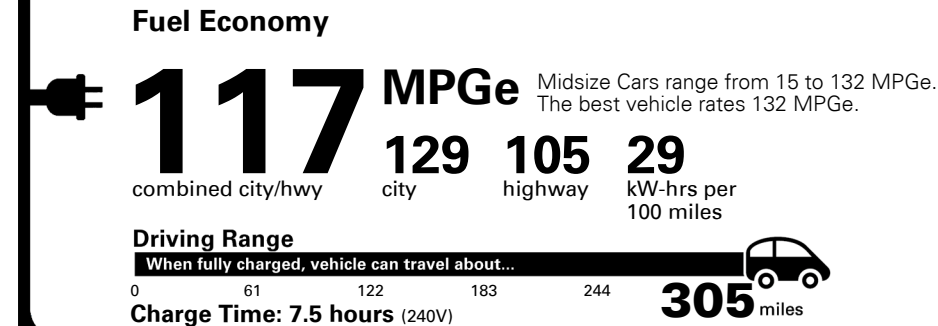 Fuel Economy
117 MPGe
combined city/hwy
Midsize Cars range from 15 to 132 MPGe.
The best vehicle rates 132 MPGe.
129 105 29
city highway kW-hrs per
100 miles
Driving Range
When fully charged, vehicle can travel about...
0 61 122 183 244 305 miles
Charge Time: 7.5 hours (240V)